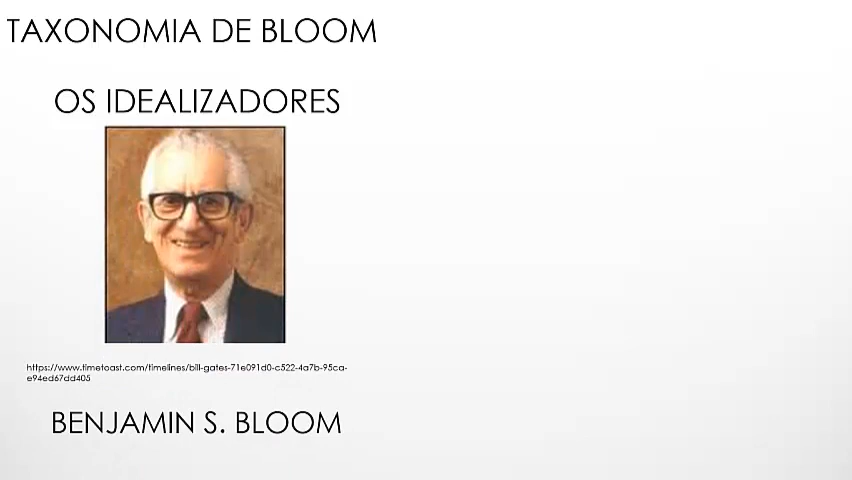 TAXONOMIA DE BLOOM
OS IDEALIZADORES
https://www.timetoast.com/timelines/bill-gates-71e091d0-c522-4a7b-95ca-
e94ed67dd405
BENJAMIN S. BLOOM